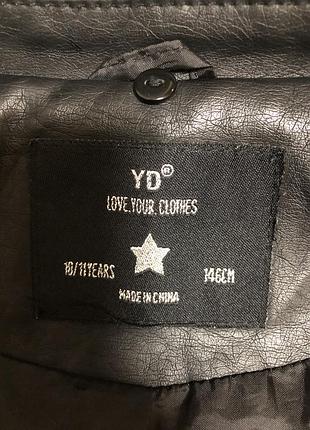 YD®
LOVE.YOUR.CLOTHES
10/11YEARS 146CM
MADE IN CHINA